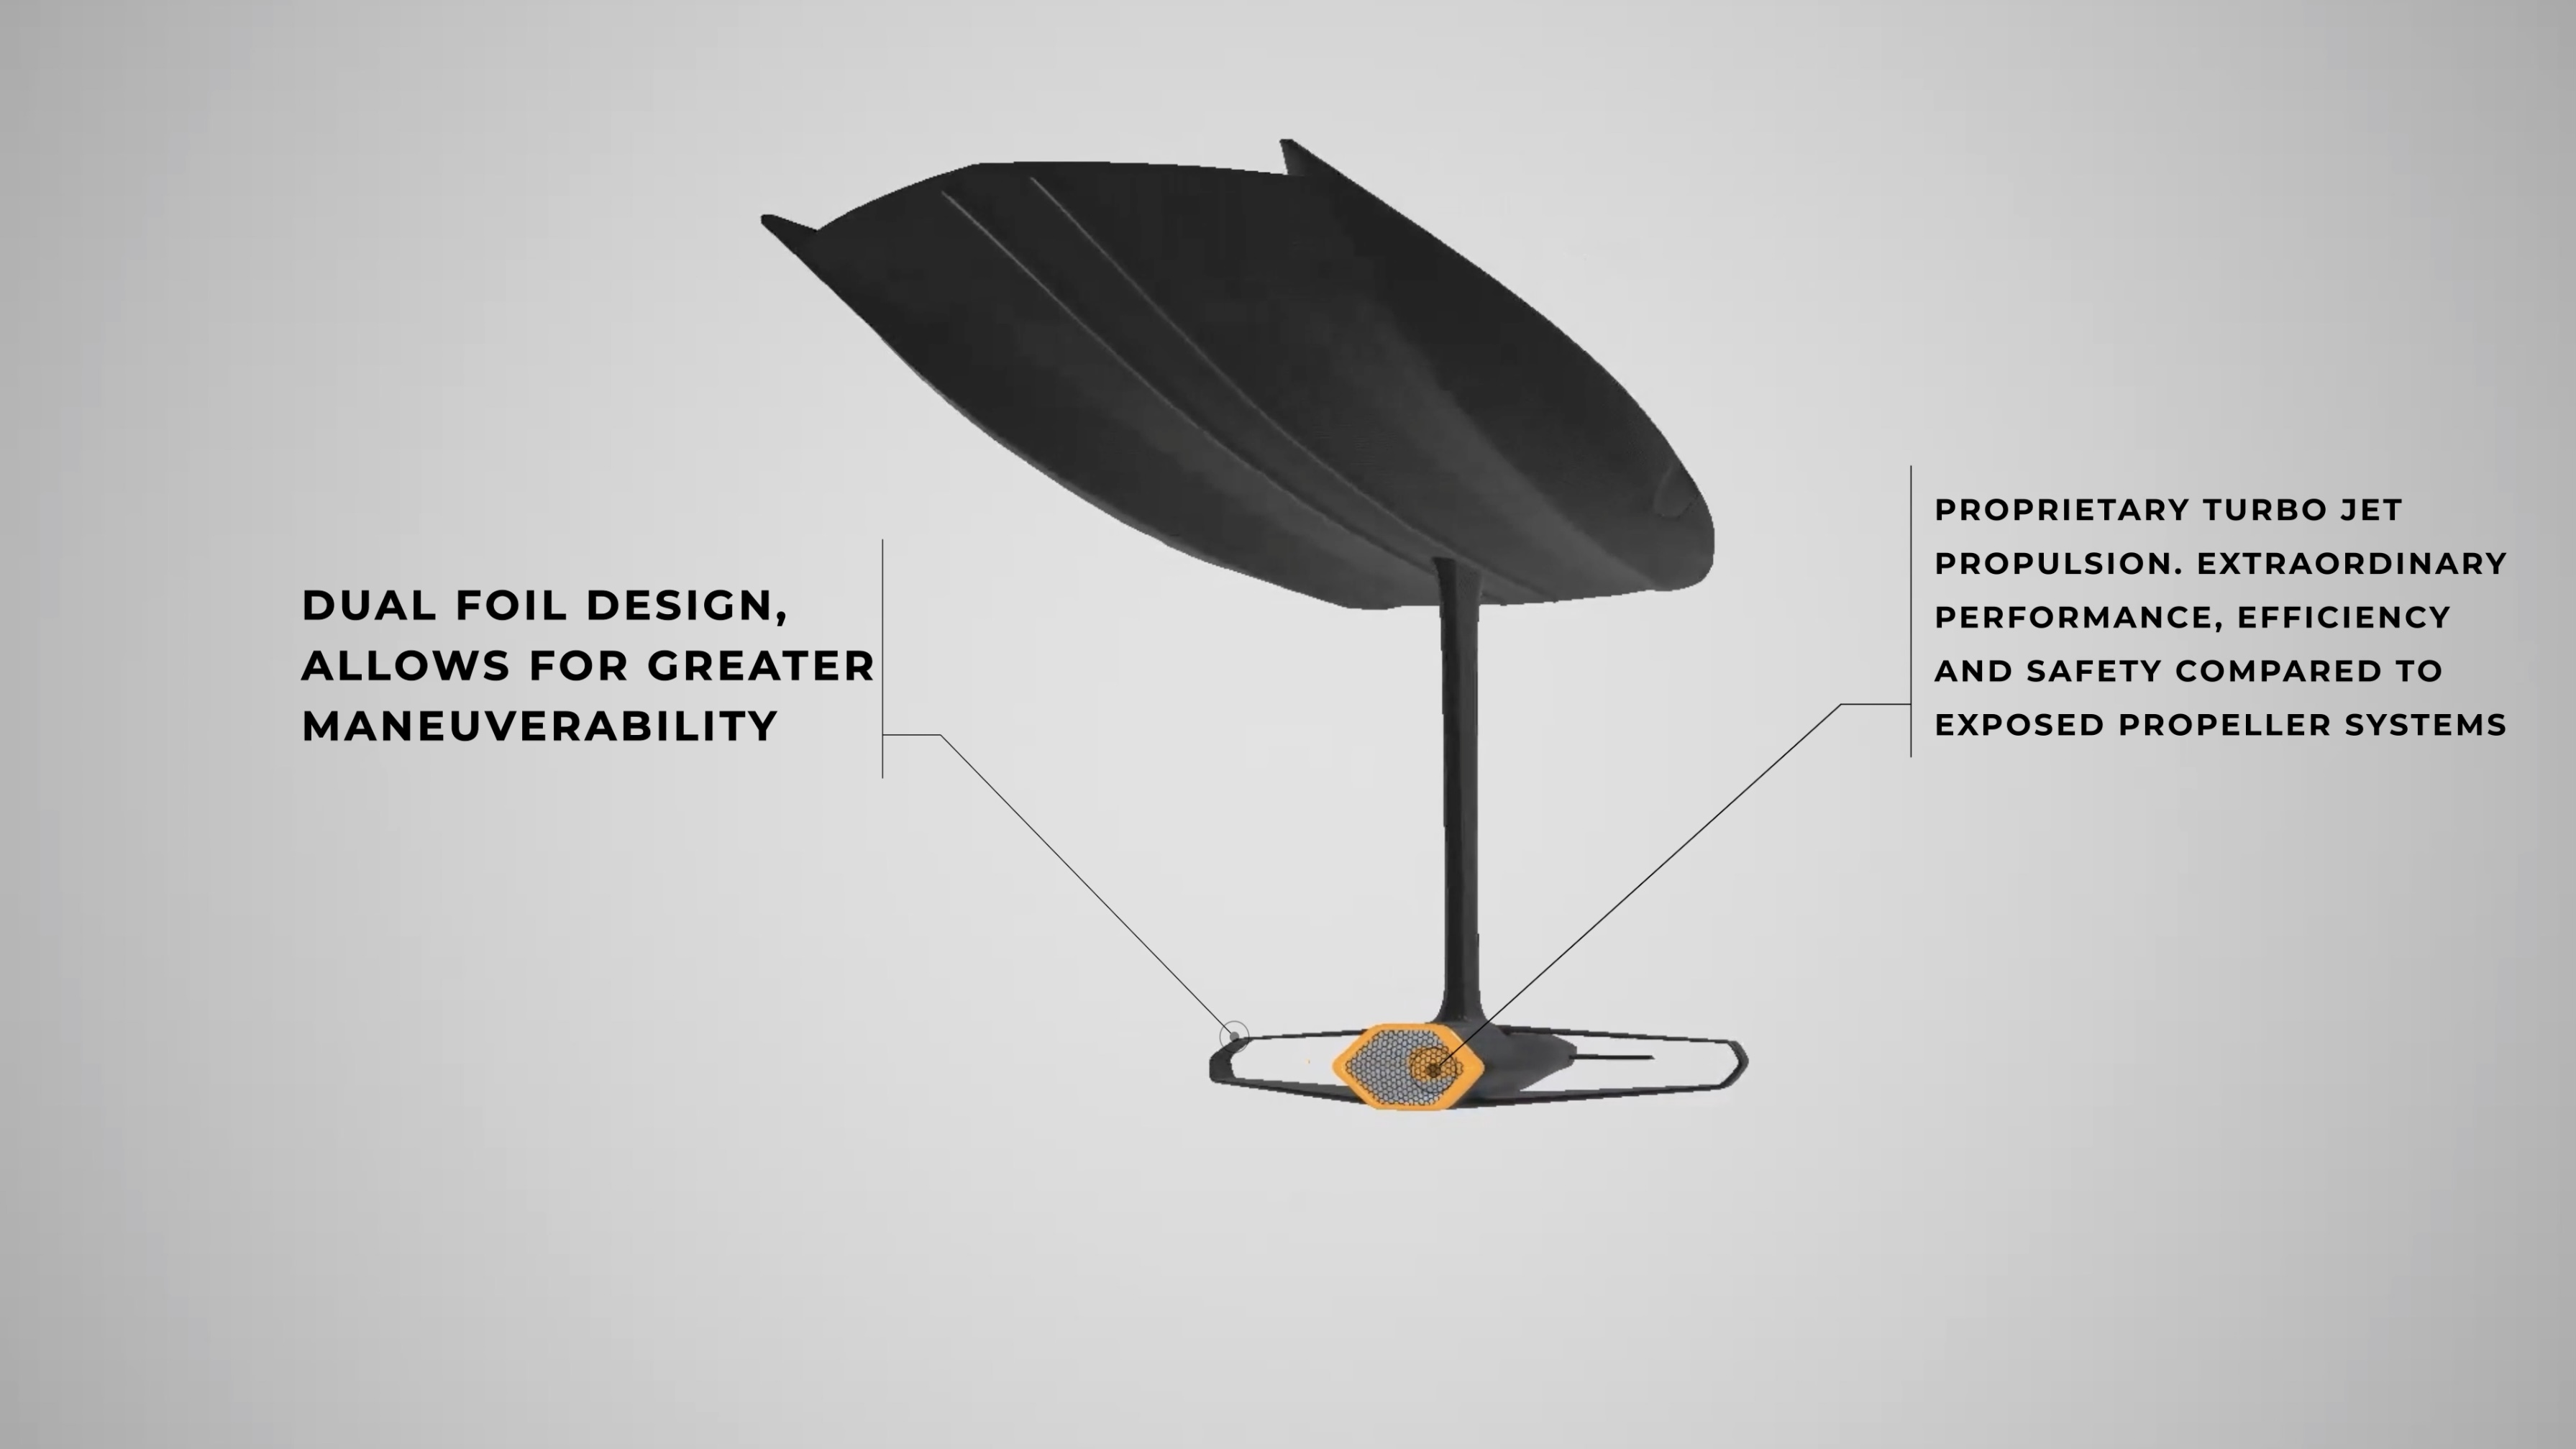 DUAL FOIL DESIGN,
ALLOWS FOR GREATER
MANEUVERABILITY
PROPRIETARY TURBO JET
PROPULSION. EXTRAORDINARY
PERFORMANCE, EFFICIENCY
AND SAFETY COMPARED TO
EXPOSED PROPELLER SYSTEMS